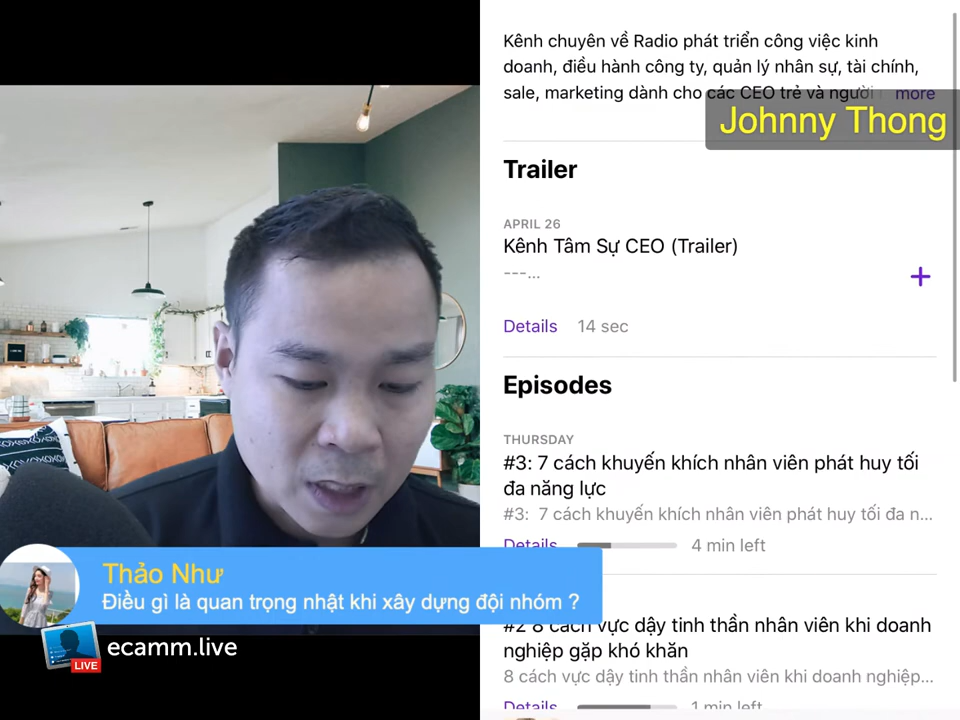 Kênh chuyên về Radio phát triển công việc kinh
doanh, điều hành công ty, quản lý nhân sự, tài chính,
sale, marketing dành cho các CEO trẻ và người more
Johnny Thong
Trailer
APRIL 26
Kênh Tâm Sự CEO (Trailer)
---...
Details 14 sec
Episodes
THURSDAY
#3: 7 cách khuyến khích nhân viên phát huy tối
đa năng lực
#3: 7 cách khuyến khích nhân viên phát huy tối đa n...
Details 4 min left
Thảo Như
Điều gì là quan trọng nhất khi xây dựng đội nhóm ?
#2 8 cách vực dậy tinh thần nhân viên khi doanh
nghiệp gặp khó khăn
8 cách vực dậy tinh thần nhân viên khi doanh nghiệp...
Details 1 min left
LIVE
ecamm.live